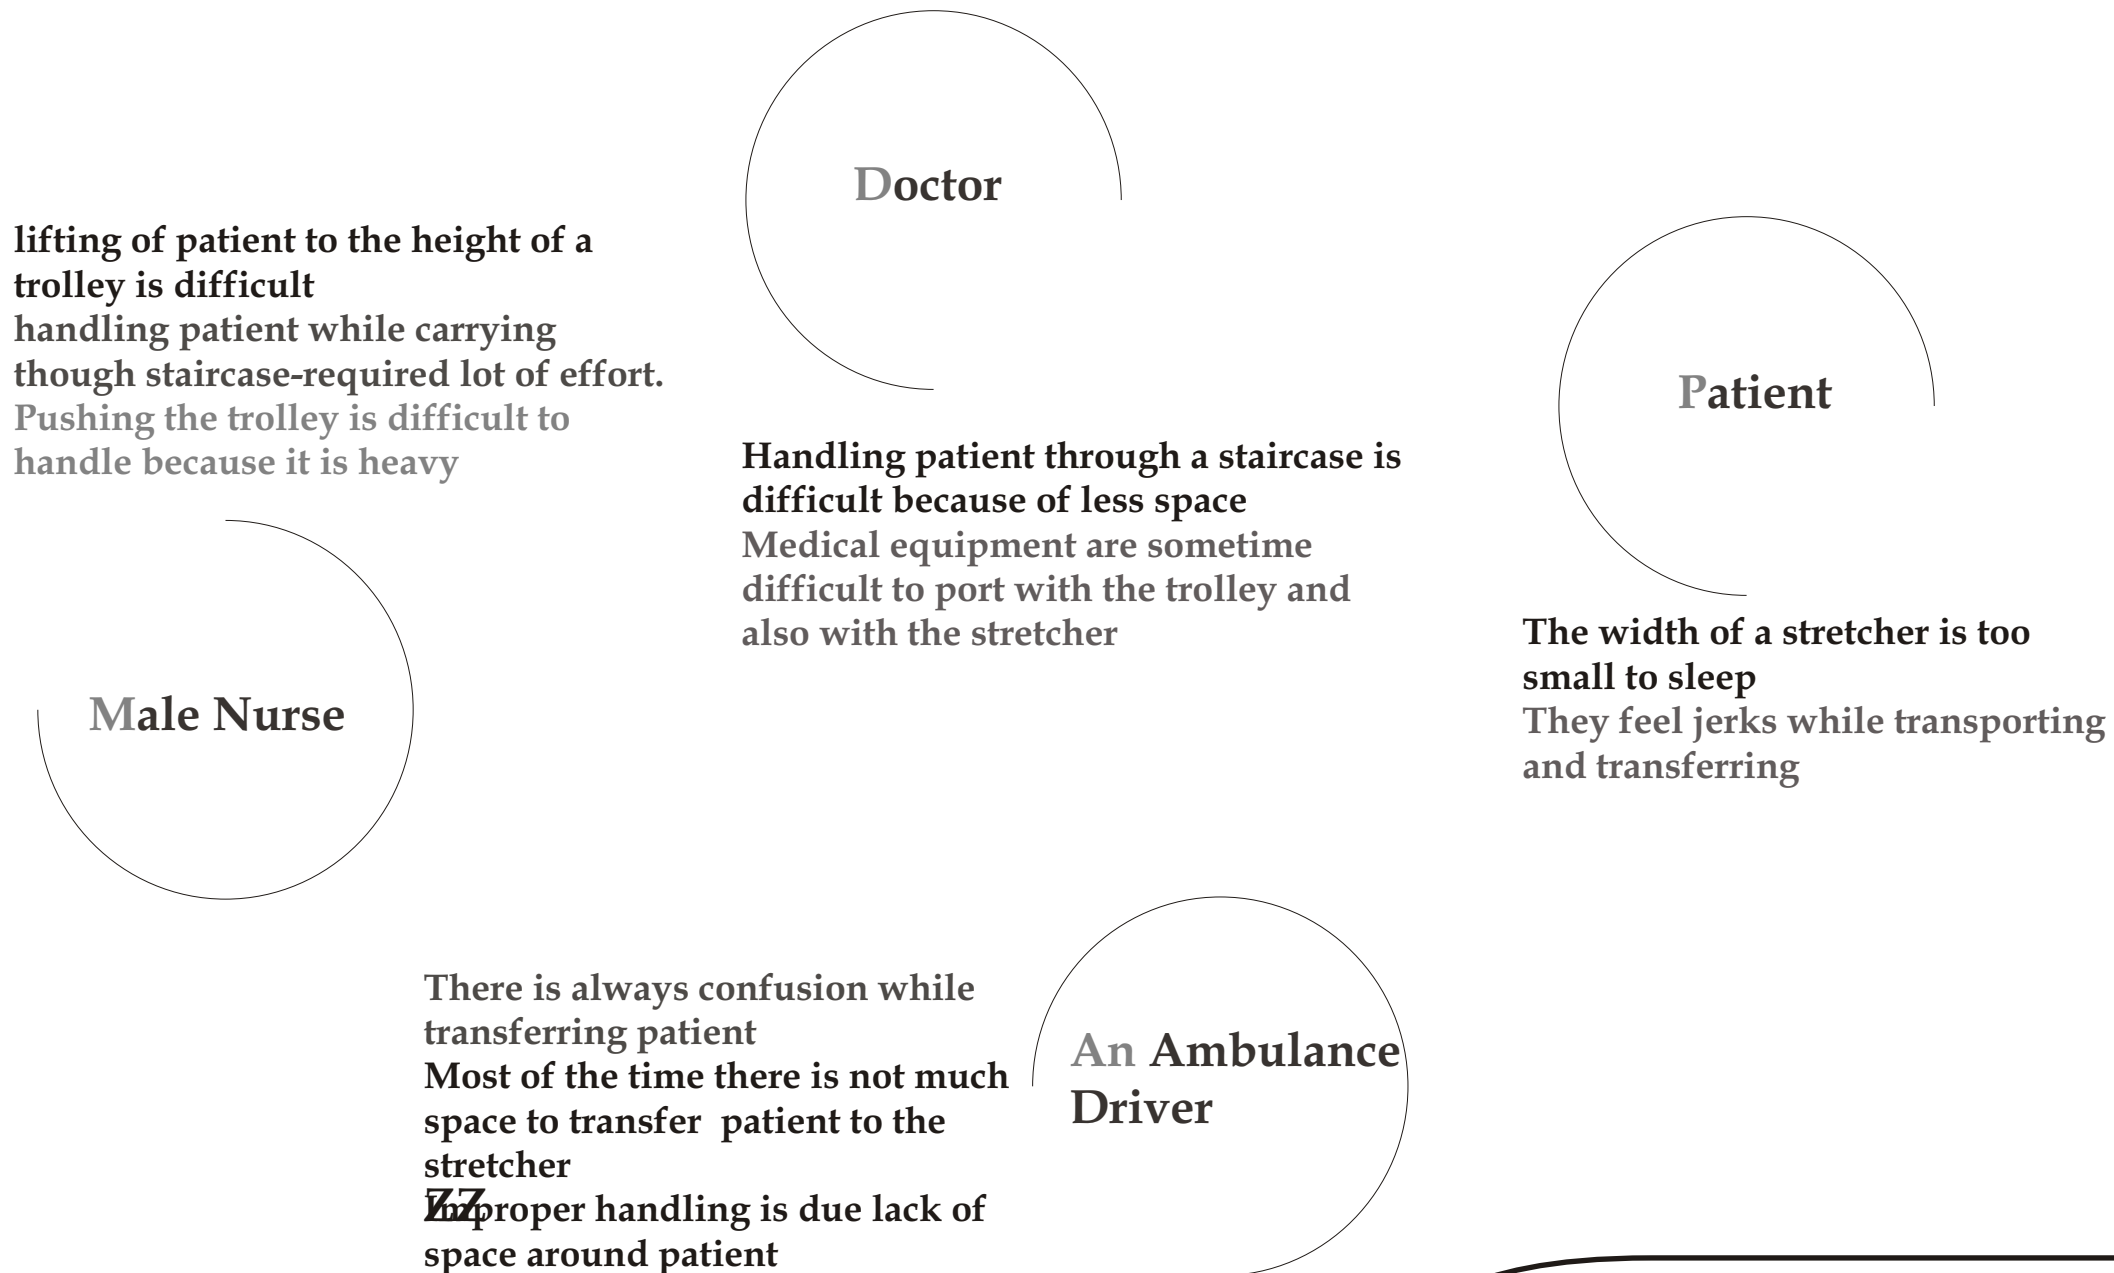 Doctor
lifting of patient to the height of a
trolley is difficult
handling patient while carrying
though staircase-required lot of effort.
Pushing the trolley is difficult to
handle because it is heavy
Male Nurse
Handling patient through a staircase is
difficult because of less space
Medical equipment are sometime
difficult to port with the trolley and
also with the stretcher
Patient
The width of a stretcher is too
small to sleep
They feel jerks while transporting
and transferring
There is always confusion while
transferring patient
Most of the time there is not much
space to transfer  patient to the
stretcher
ZZ
Improper handling is due lack of
space around patient
An Ambulance
Driver